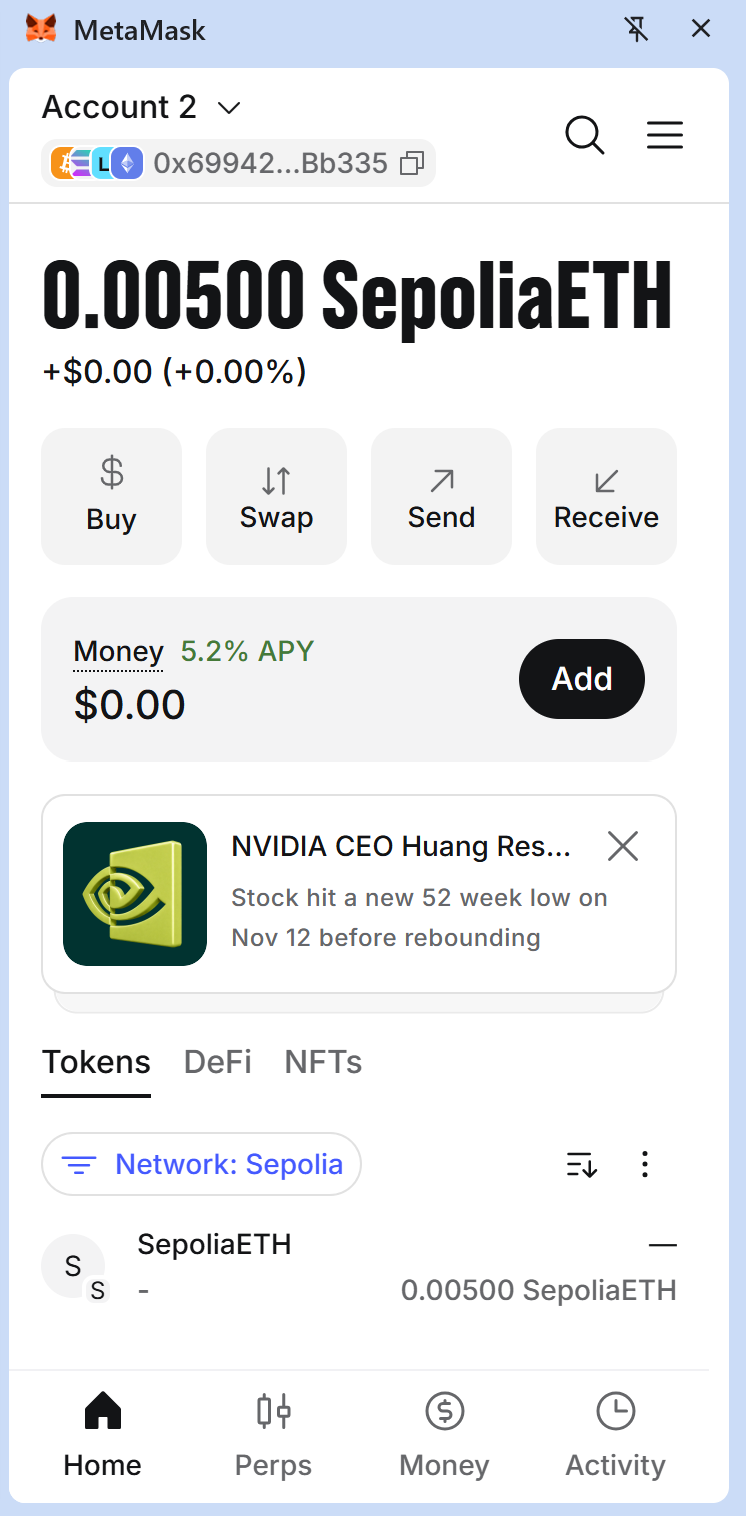 MetaMask
Account 2
0x69942...Bb335
0.00500 SepoliaETH
+$0.00 (+0.00%)
Buy
Swap
Send
Receive
Money 5.2% APY
$0.00
Add
NVIDIA CEO Huang Res...
Stock hit a new 52 week low on
Nov 12 before rebounding
Tokens DeFi NFTs
Network: Sepolia
S
S
SepoliaETH —
- 0.00500 SepoliaETH
Home
Perps
Money
Activity